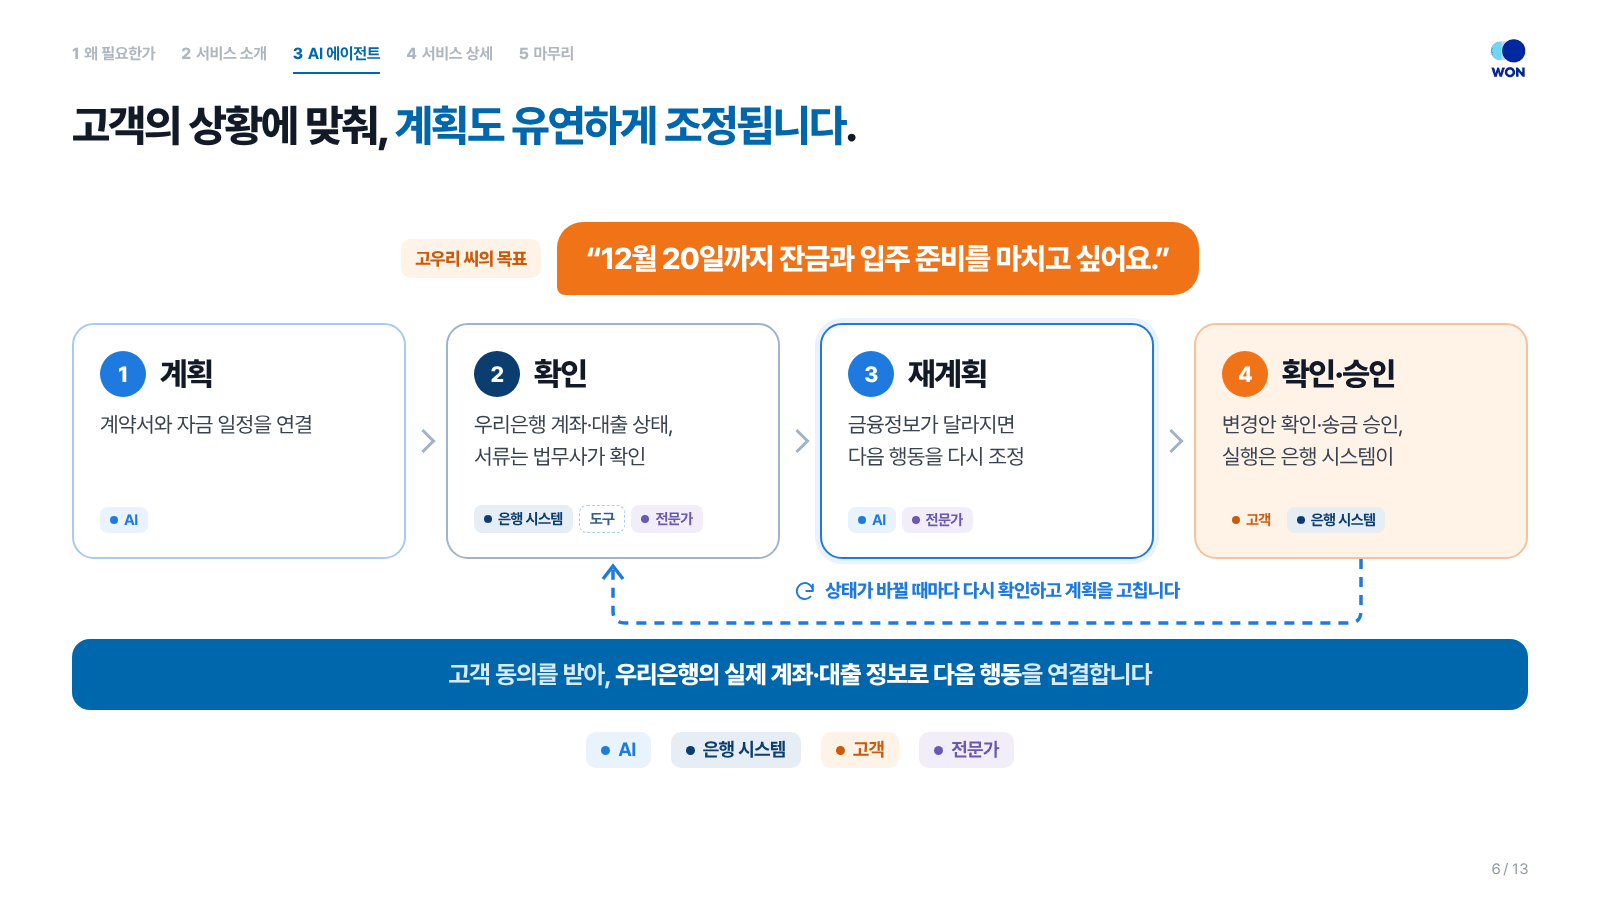 1 왜 필요한가 2 서비스 소개 3 AI 에이전트 4 서비스 상세 5 마무리
WON
고객의 상황에 맞춰, 계획도 유연하게 조정됩니다.
고우리 씨의 목표
“12월 20일까지 잔금과 입주 준비를 마치고 싶어요.”
1 계획
계약서와 자금 일정을 연결
AI
2 확인
우리은행 계좌·대출 상태,
서류는 법무사가 확인
은행 시스템 도구 전문가
3 재계획
금융정보가 달라지면
다음 행동을 다시 조정
AI 전문가
4 확인·승인
변경안 확인·송금 승인,
실행은 은행 시스템이
고객 은행 시스템
상태가 바뀔 때마다 다시 확인하고 계획을 고칩니다
고객 동의를 받아, 우리은행의 실제 계좌·대출 정보로 다음 행동을 연결합니다
AI 은행 시스템 고객 전문가
6 / 13